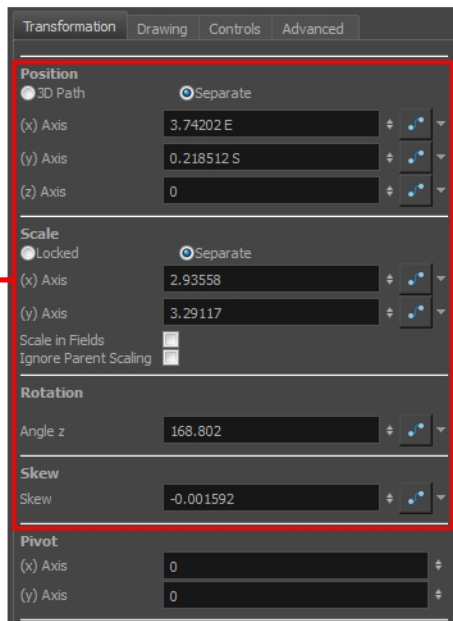 Transformation Drawing Controls Advanced
Position
3D Path Separate
(x) Axis 3.74202 E
(y) Axis 0.218512 S
(z) Axis 0
Scale
Locked Separate
(x) Axis 2.93558
(y) Axis 3.29117
Scale in Fields
Ignore Parent Scaling
Rotation
Angle z 168.802
Skew
Skew -0.001592
Pivot
(x) Axis 0
(y) Axis 0